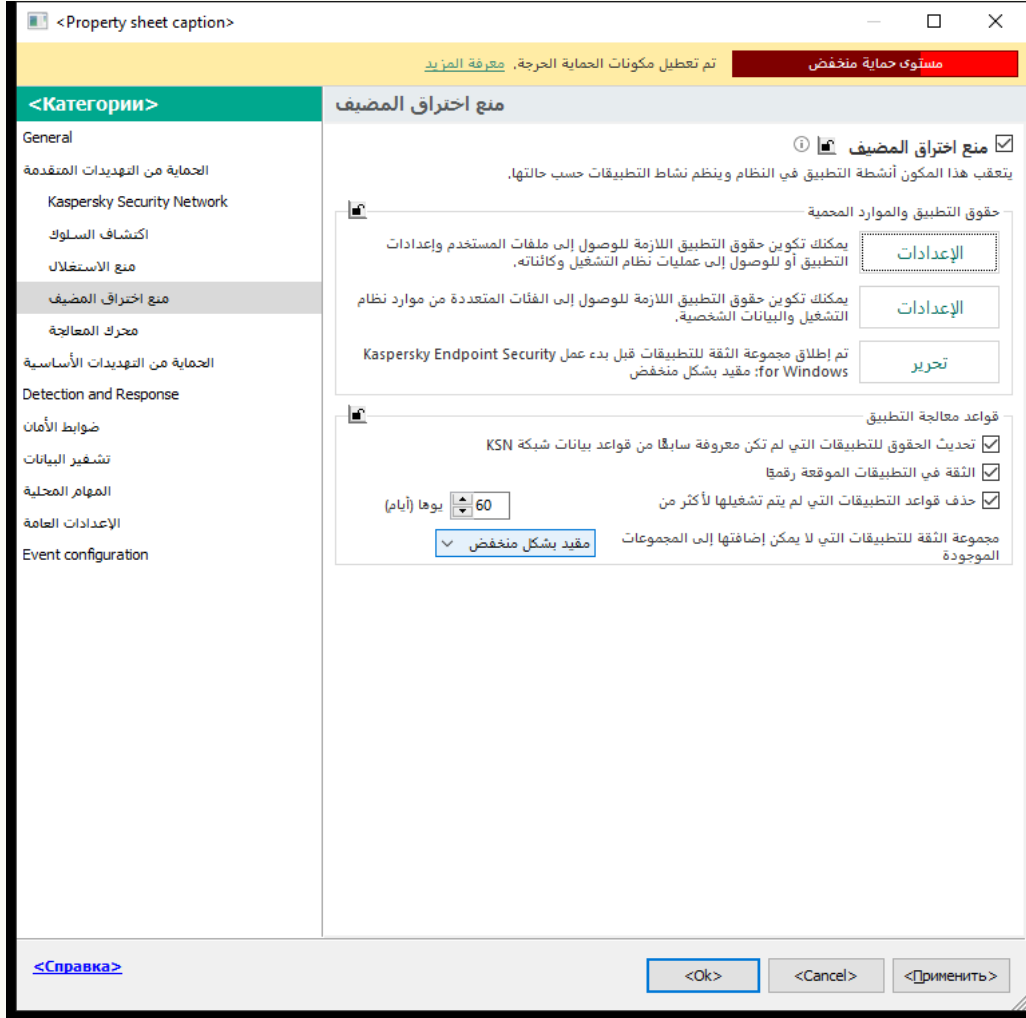 <Property sheet caption>
مستوى حماية منخفض
تم تعطيل مكونات الحماية الحرجة. معرفة المزيد
<Категории>
General
الحماية من التهديدات المتقدمة
Kaspersky Security Network
اكتشاف السلوك
منع الاستغلال
منع اختراق المضيف
محرك المعالجة
الحماية من التهديدات الأساسية
Detection and Response
ضوابط الأمان
تشفير البيانات
المهام المحلية
الإعدادات العامة
Event configuration
منع اختراق المضيف
منع اختراق المضيف
يتعقب هذا المكون أنشطة التطبيق في النظام وينظم نشاط التطبيقات حسب حالتها.
حقوق التطبيق والموارد المحمية
الإعدادات
يمكنك تكوين حقوق التطبيق اللازمة للوصول إلى ملفات المستخدم وإعدادات
التطبيق أو للوصول إلى عمليات نظام التشغيل وكائناته.
الإعدادات
يمكنك تكوين حقوق التطبيق اللازمة للوصول إلى الفئات المتعددة من موارد نظام
التشغيل والبيانات الشخصية.
تحرير
تم إطلاق مجموعة الثقة للتطبيقات قبل بدء عمل Kaspersky Endpoint Security
for Windows: مقيد بشكل منخفض
قواعد معالجة التطبيق
تحديث الحقوق للتطبيقات التي لم تكن معروفة سابقًا من قواعد بيانات شبكة KSN
الثقة في التطبيقات الموقعة رقميًا
حذف قواعد التطبيقات التي لم يتم تشغيلها لأكثر من 60 يوها (أيام)
مجموعة الثقة للتطبيقات التي لا يمكن إضافتها إلى المجموعات
الموجودة
مقيد بشكل منخفض
<Справка>
<Ok>
<Cancel>
<Применить>